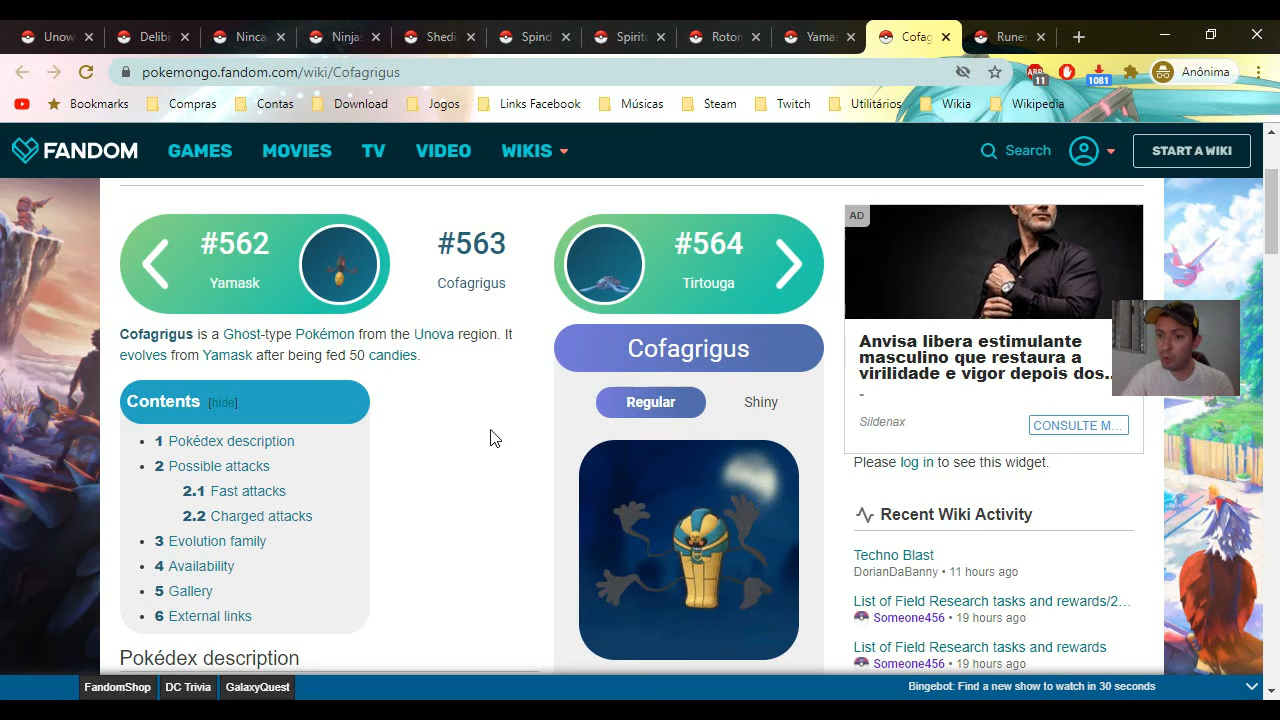 Unow
Delibi
Ninca
Ninja
Shedi
Spind
Spirito
Roton
Yama
Cofag
Runer
pokemongo.fandom.com/wiki/Cofagrigus
ABP
11
1081
Anônima
Bookmarks
Compras
Contas
Download
Jogos
Links Facebook
Músicas
Steam
Twitch
Utilitários
Wikia
Wikipedia
FANDOM
GAMES
MOVIES
TV
VIDEO
WIKIS
Search
START A WIKI
#562
Yamask
#563
Cofagrigus
#564
Tirtouga
Cofagrigus is a Ghost-type Pokémon from the Unova region. It
evolves from Yamask after being fed 50 candies.
Contents [hide]
1 Pokédex description
2 Possible attacks
2.1 Fast attacks
2.2 Charged attacks
3 Evolution family
4 Availability
5 Gallery
6 External links
Pokédex description
Cofagrigus
Regular
Shiny
AD
Anvisa libera estimulante
masculino que restaura a
virilidade e vigor depois dos...
-
Sildenax
CONSULTE M...
Please log in to see this widget.
Recent Wiki Activity
Techno Blast
DorianDaBanny • 11 hours ago
List of Field Research tasks and rewards/2...
Someone456 • 19 hours ago
List of Field Research tasks and rewards
Someone456 • 19 hours ago
FandomShop
DC Trivia
GalaxyQuest
Bingebot: Find a new show to watch in 30 seconds